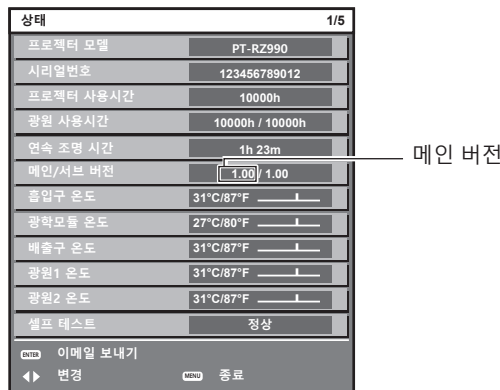 상태 1/5
프로젝터 모델 PT-RZ990
시리얼번호 123456789012
프로젝터 사용시간 10000h
광원 사용시간 10000h / 10000h
연속 조명 시간 1h 23m
메인/서브 버전 1.00 / 1.00
메인 버전
흡입구 온도 31°C/87°F
광학모듈 온도 27°C/80°F
배출구 온도 31°C/87°F
광원1 온도 31°C/87°F
광원2 온도 31°C/87°F
셀프 테스트 정상
ENTER 이메일 보내기
변경 MENU 종료